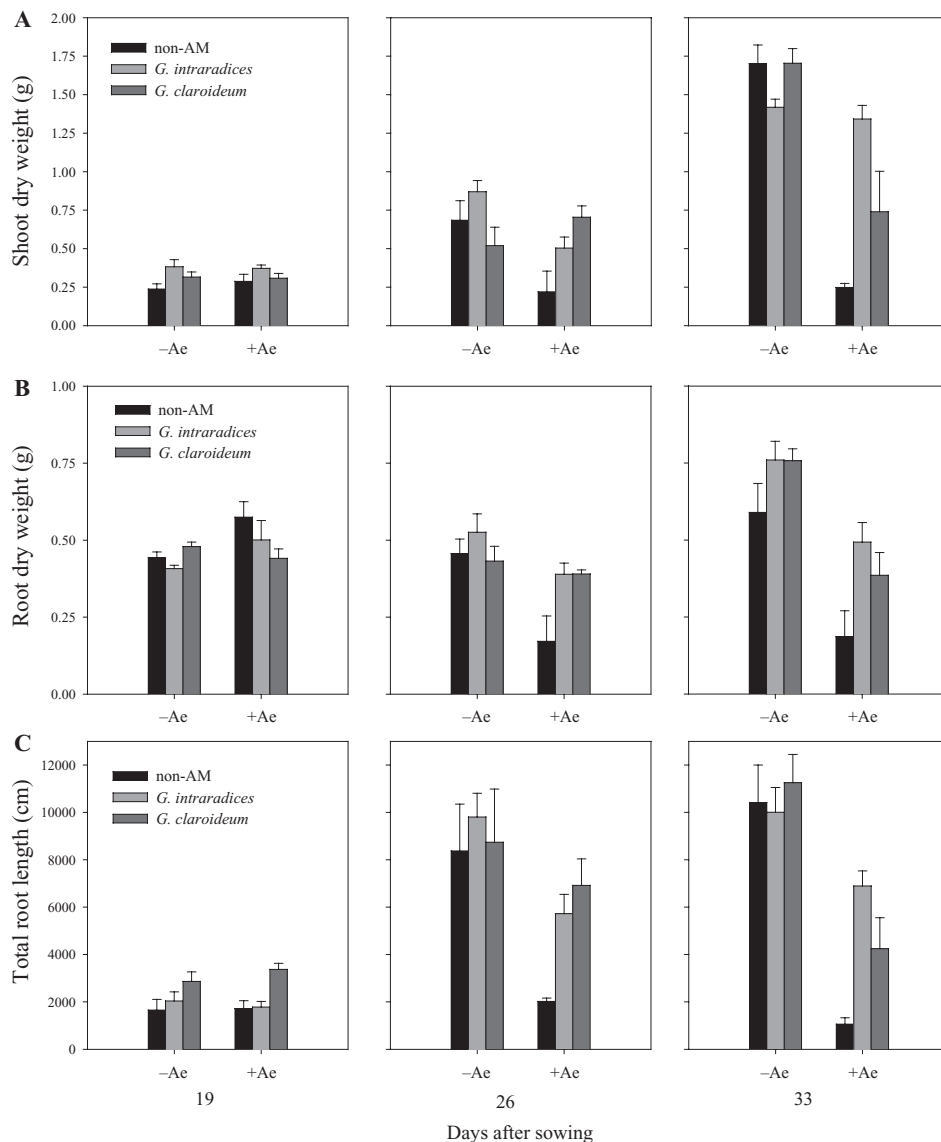 A
Shoot dry weight (g)
2.00
1.75
1.50
1.25
1.00
0.75
0.50
0.25
0.00
non-AM
G. intraradices
G. claroideum
–Ae +Ae
–Ae +Ae
–Ae +Ae
B
Root dry weight (g)
1.00
0.75
0.50
0.25
0.00
non-AM
G. intraradices
G. claroideum
–Ae +Ae
–Ae +Ae
–Ae +Ae
C
Total root length (cm)
12000
10000
8000
6000
4000
2000
0
non-AM
G. intraradices
G. claroideum
–Ae +Ae
–Ae +Ae
–Ae +Ae
19 26 33
Days after sowing